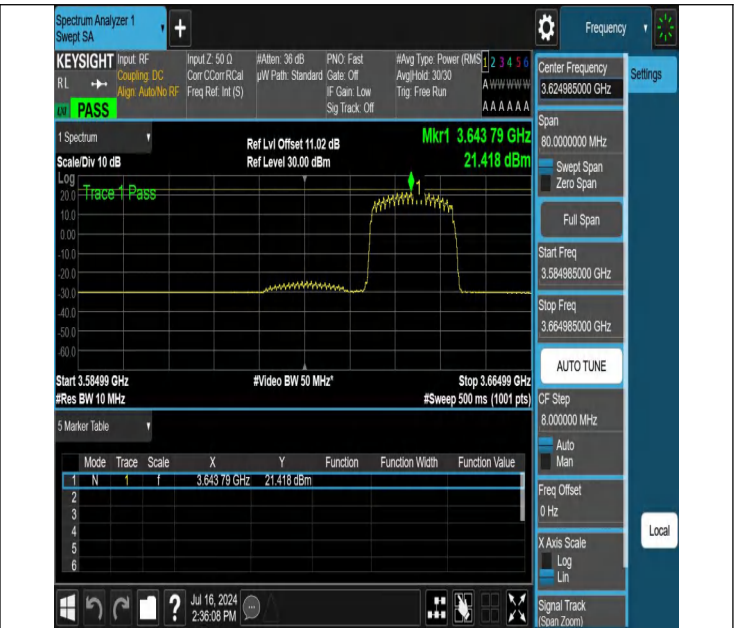 Spectrum Analyzer 1
Swept SA
+
Frequency
KEYSIGHT
RL
PASS
Input: RF
Coupling: DC
Align: Auto/No RF
Input Z: 50 Ω
Corr CCorr RCal
Freq Ref: Int (S)
#Atten: 36 dB
µW Path: Standard
PNO: Fast
Gate: Off
IF Gain: Low
Sig Track: Off
#Avg Type: Power (RMS
Avg|Hold: 30/30
Trig: Free Run
1 2 3 4 5 6
A W W W W W
A A A A A A
1 Spectrum
Scale/Div 10 dB
Ref Lvl Offset 11.02 dB
Ref Level 30.00 dBm
Mkr1 3.643 79 GHz
21.418 dBm
Log
Trace 1 Pass
1
20.0
10.0
0.00
-10.0
-20.0
-30.0
-40.0
-50.0
-60.0
Start 3.58499 GHz
#Res BW 10 MHz
#Video BW 50 MHz*
Stop 3.66499 GHz
#Sweep 500 ms (1001 pts)
5 Marker Table
Mode Trace Scale X Y Function Function Width Function Value
1 N 1 f 3.643 79 GHz 21.418 dBm
2
3
4
5
6
?
Jul 16, 2024
2:36:08 PM
Center Frequency
3.624985000 GHz
Settings
Span
80.0000000 MHz
Swept Span
Zero Span
Full Span
Start Freq
3.584985000 GHz
Stop Freq
3.664985000 GHz
AUTO TUNE
CF Step
8.000000 MHz
Auto
Man
Freq Offset
0 Hz
X Axis Scale
Log
Lin
Signal Track
(Span Zoom)
Local